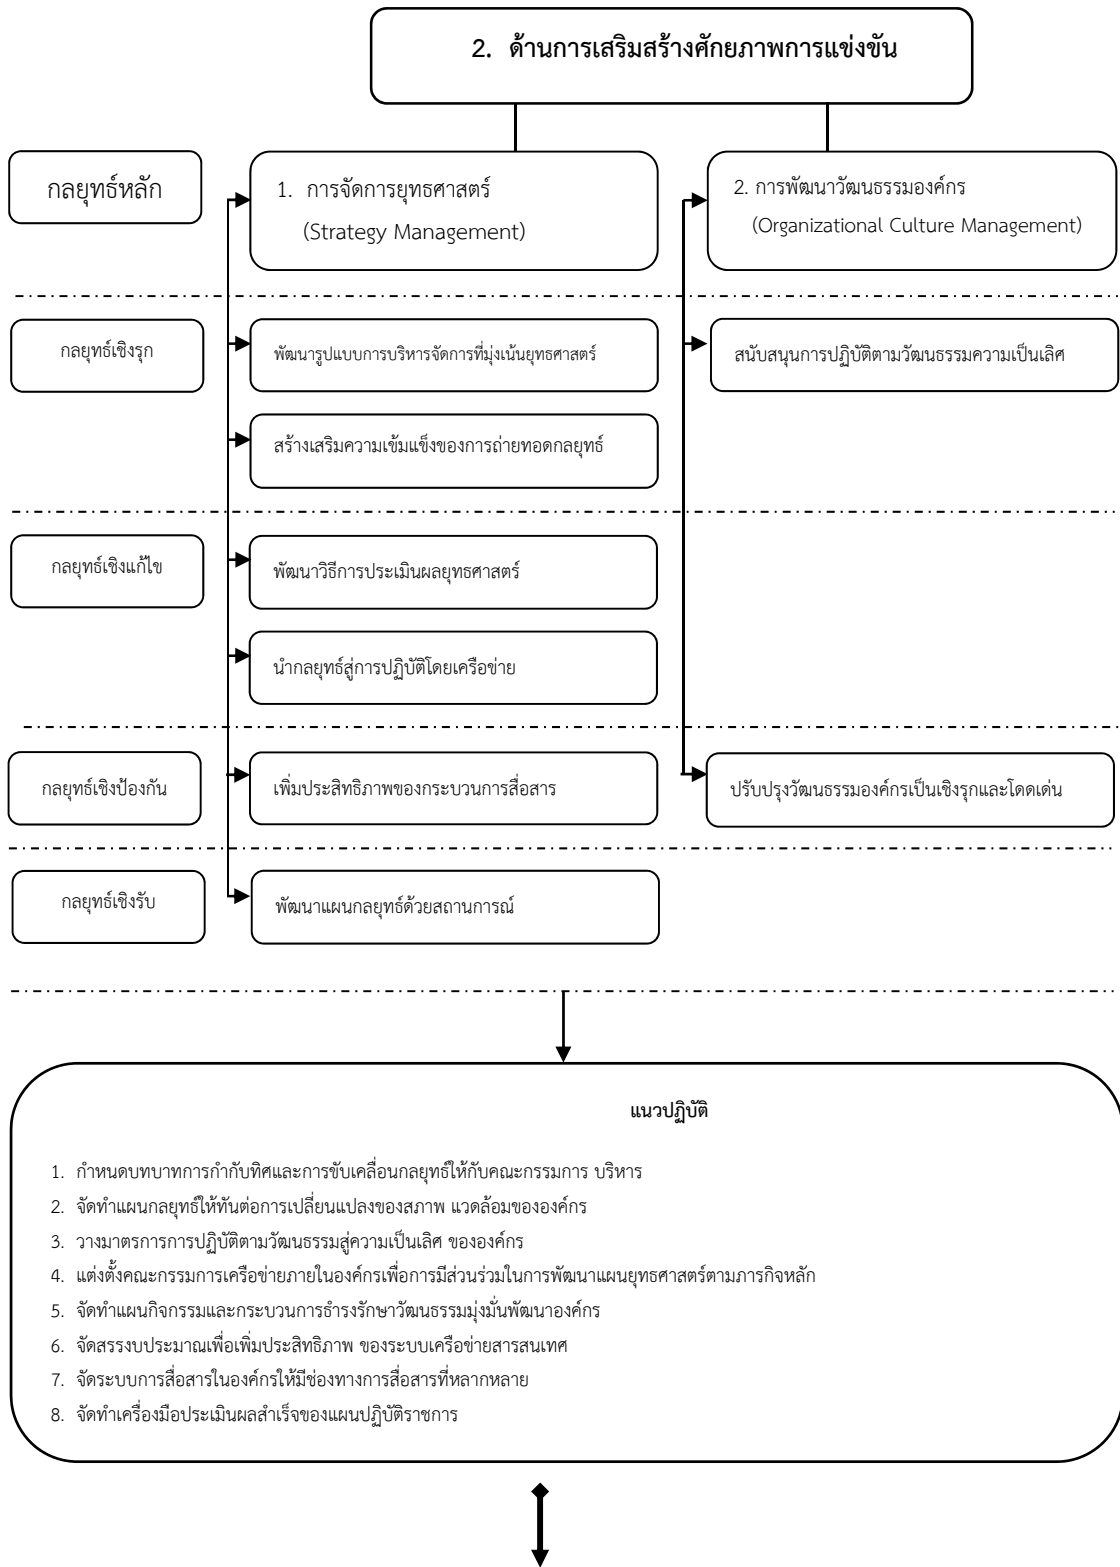 2. ด้านการเสริมสร้างศักยภาพการแข่งขัน
กลยุทธ์หลัก
1. การจัดการยุทธศาสตร์
(Strategy Management)
2. การพัฒนาวัฒนธรรมองค์กร
(Organizational Culture Management)
กลยุทธ์เชิงรุก
พัฒนารูปแบบการบริหารจัดการที่มุ่งเน้นยุทธศาสตร์
สนับสนุนการปฏิบัติตามวัฒนธรรมความเป็นเลิศ
สร้างเสริมความเข้มแข็งของการถ่ายทอดกลยุทธ์
กลยุทธ์เชิงแก้ไข
พัฒนาวิธีการประเมินผลยุทธศาสตร์
นำกลยุทธ์สู่การปฏิบัติโดยเครือข่าย
กลยุทธ์เชิงป้องกัน
เพิ่มประสิทธิภาพของกระบวนการสื่อสาร
ปรับปรุงวัฒนธรรมองค์กรเป็นเชิงรุกและโดดเด่น
กลยุทธ์เชิงรับ
พัฒนาแผนกลยุทธ์ด้วยสถานการณ์
แนวปฏิบัติ
1. กำหนดบทบาทการกำกับทิศและการขับเคลื่อนกลยุทธ์ให้กับคณะกรรมการ บริหาร
2. จัดทำแผนกลยุทธ์ให้ทันต่อการเปลี่ยนแปลงของสภาพ แวดล้อมขององค์กร
3. วางมาตรการการปฏิบัติตามวัฒนธรรมสู่ความเป็นเลิศ ขององค์กร
4. แต่งตั้งคณะกรรมการเครือข่ายภายในองค์กรเพื่อการมีส่วนร่วมในการพัฒนาแผนยุทธศาสตร์ตามภารกิจหลัก
5. จัดทำแผนกิจกรรมและกระบวนการธำรงรักษาวัฒนธรรมมุ่งมั่นพัฒนาองค์กร
6. จัดสรรงบประมาณเพื่อเพิ่มประสิทธิภาพ ของระบบเครือข่ายสารสนเทศ
7. จัดระบบการสื่อสารในองค์กรให้มีช่องทางการสื่อสารที่หลากหลาย
8. จัดทำเครื่องมือประเมินผลสำเร็จของแผนปฏิบัติราชการ